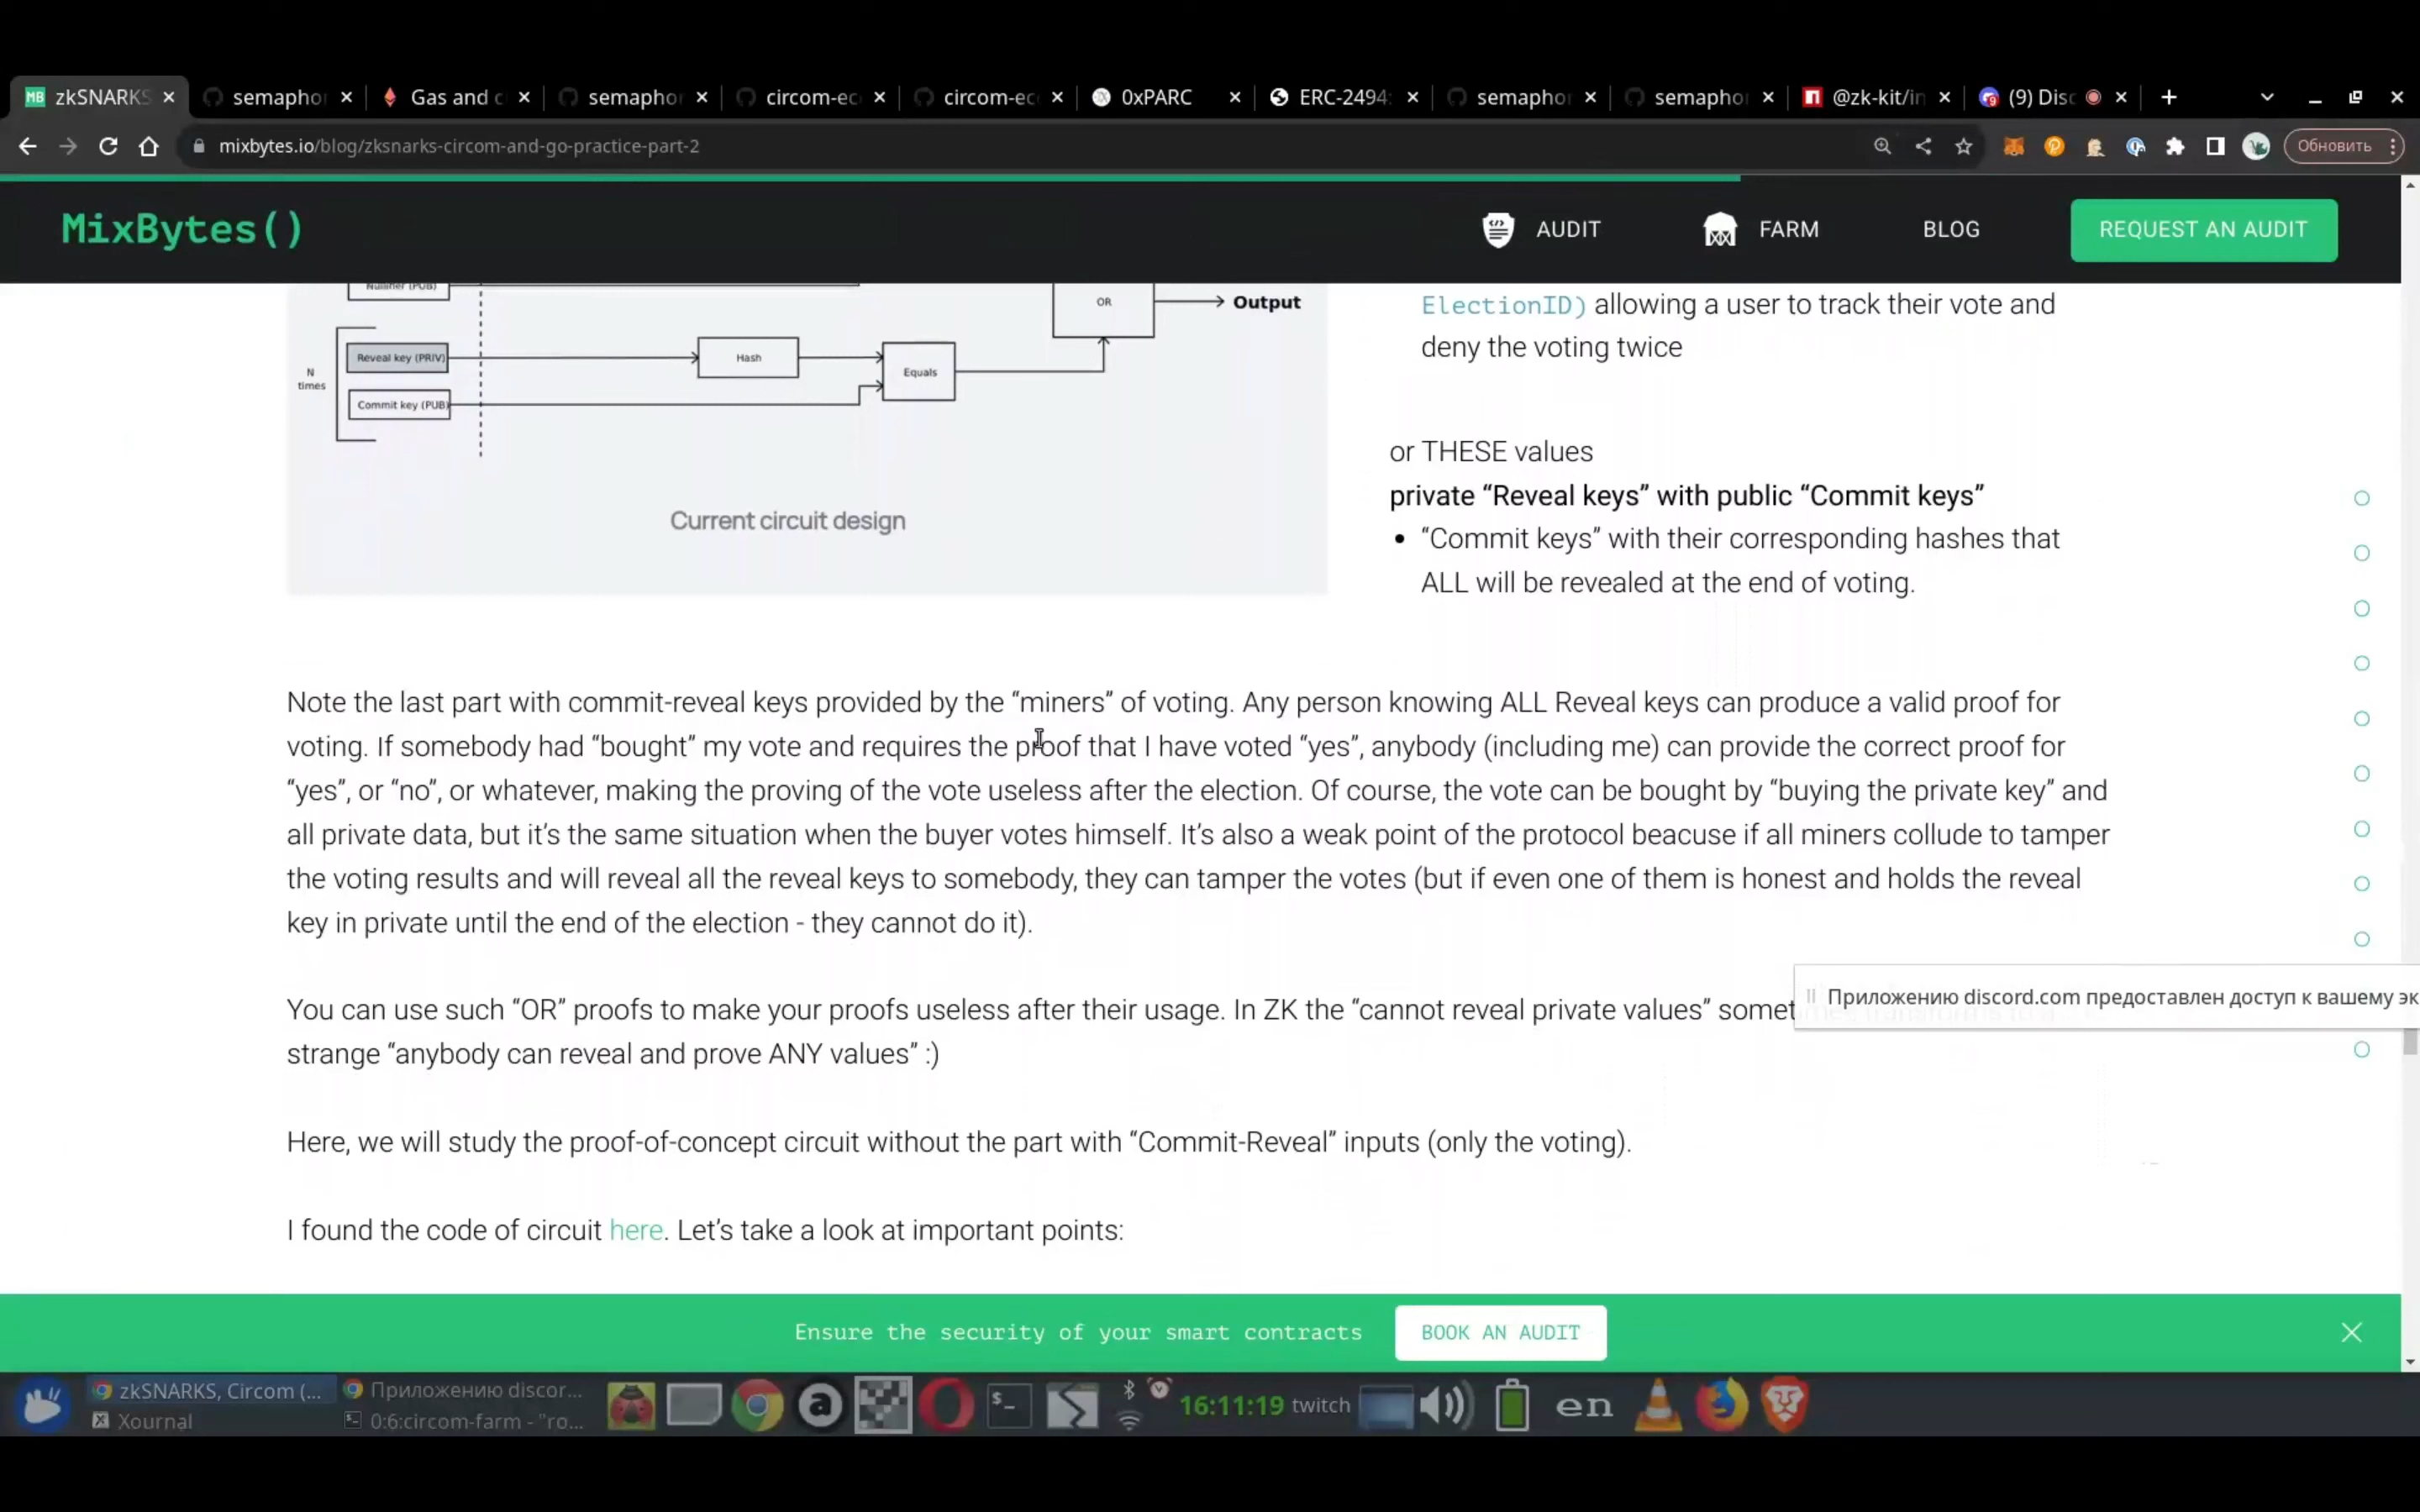 zkSNARKS
semapho
Gas and c
semapho
circom-ec
circom-ec
0xPARC
ERC-2494:
semapho
semapho
@zk-kit/in
(9) Disc
mixbytes.io/blog/zksnarks-circom-and-go-practice-part-2
Обновить
MixBytes()
AUDIT
FARM
BLOG
REQUEST AN AUDIT
Nullifier (PUB)
OR
Output
Reveal key (PRIV)
Hash
N
times
Equals
Commit key (PUB)
Current circuit design
ElectionID) allowing a user to track their vote and
deny the voting twice
or THESE values
private “Reveal keys” with public “Commit keys”
• “Commit keys” with their corresponding hashes that
ALL will be revealed at the end of voting.
Note the last part with commit-reveal keys provided by the “miners” of voting. Any person knowing ALL Reveal keys can produce a valid proof for
voting. If somebody had “bought” my vote and requires the proof that I have voted “yes”, anybody (including me) can provide the correct proof for
“yes”, or “no”, or whatever, making the proving of the vote useless after the election. Of course, the vote can be bought by “buying the private key” and
all private data, but it’s the same situation when the buyer votes himself. It’s also a weak point of the protocol beacuse if all miners collude to tamper
the voting results and will reveal all the reveal keys to somebody, they can tamper the votes (but if even one of them is honest and holds the reveal
key in private until the end of the election - they cannot do it).
Приложению discord.com предоставлен доступ к вашему эк
You can use such “OR” proofs to make your proofs useless after their usage. In ZK the “cannot reveal private values” somet
strange “anybody can reveal and prove ANY values” :)
Here, we will study the proof-of-concept circuit without the part with “Commit-Reveal” inputs (only the voting).
I found the code of circuit here. Let’s take a look at important points:
Ensure the security of your smart contracts
BOOK AN AUDIT
zkSNARKS, Circom (...
Приложению discor...
Xournal
0:6:circom-farm - "ro...
16:11:19
twitch
en